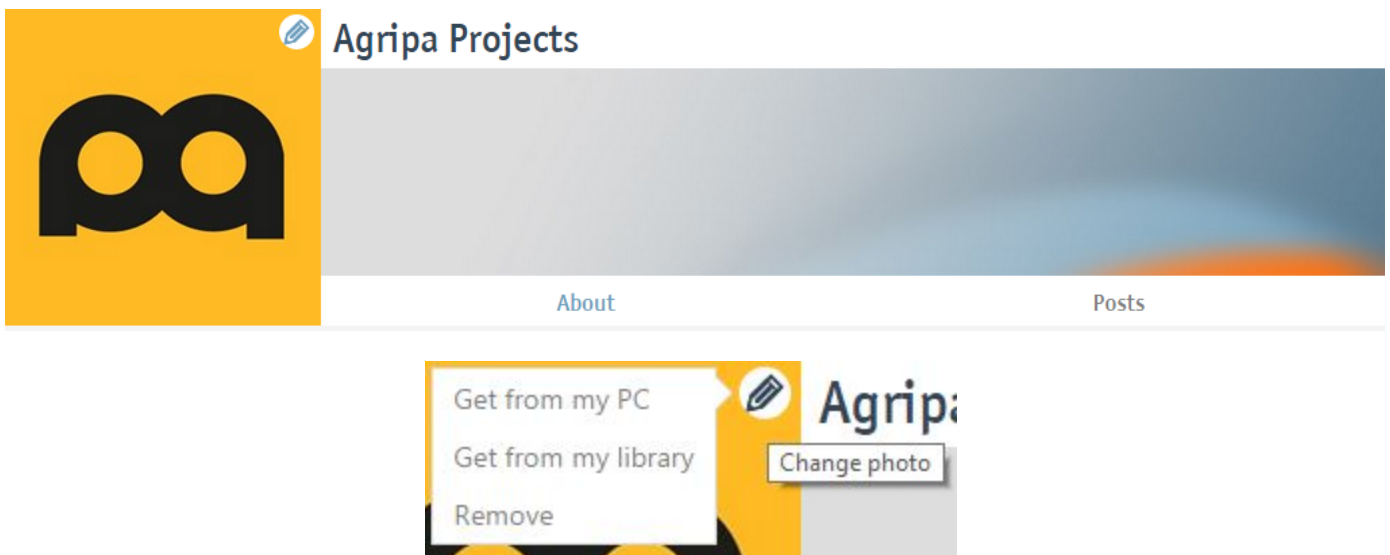 Agripa Projects
About
Posts
Get from my PC
Agripa
Get from my library
Change photo
Remove